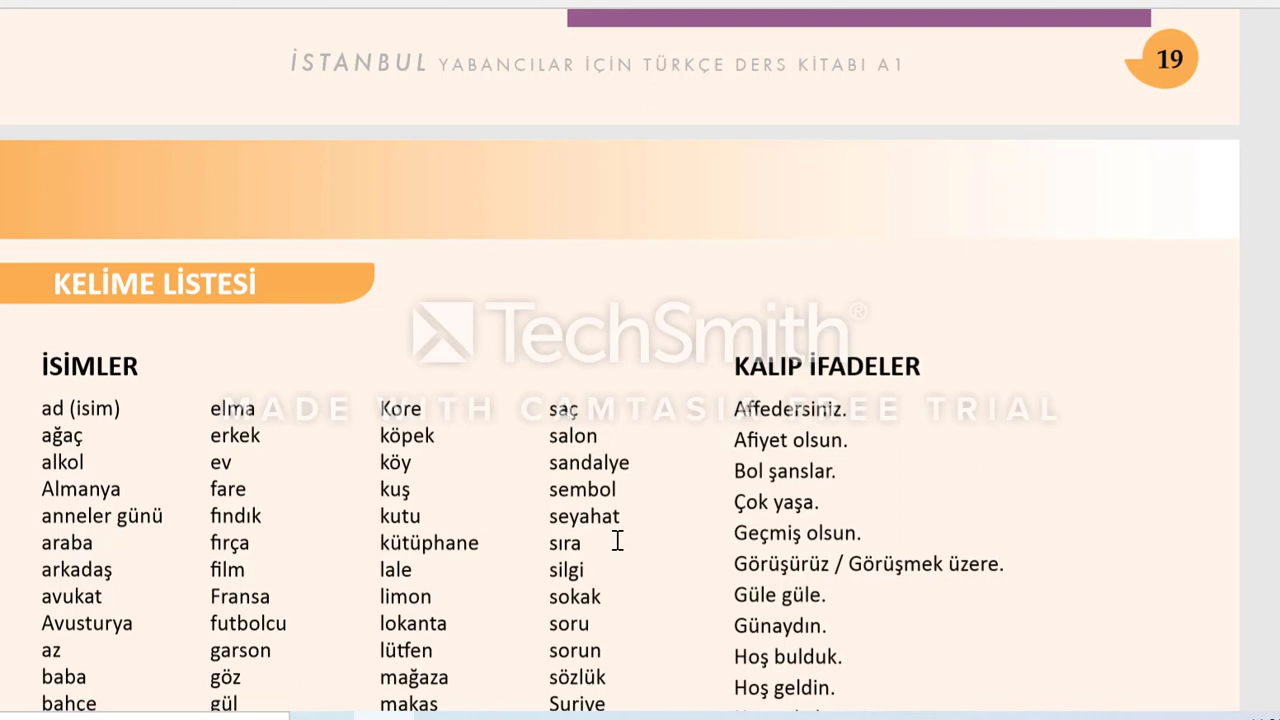 İSTANBUL YABANCILAR İÇİN TÜRKÇE DERS KİTABI A1
19
KELİME LİSTESİ
TechSmith®
MADE WITH CAMTASIA FREE TRIAL
İSİMLER
ad (isim)
ağaç
alkol
Almanya
anneler günü
araba
arkadaş
avukat
Avusturya
az
baba
bahçe
elma
erkek
ev
fare
fındık
fırça
film
Fransa
futbolcu
garson
göz
gül
Kore
köpek
köy
kuş
kutu
kütüphane
lale
limon
lokanta
lütfen
mağaza
makas
saç
salon
sandalye
sembol
seyahat
sıra
silgi
sokak
soru
sorun
sözlük
Suriye
KALIP İFADELER
Affedersiniz.
Afiyet olsun.
Bol şanslar.
Çok yaşa.
Geçmiş olsun.
Görüşürüz / Görüşmek üzere.
Güle güle.
Günaydın.
Hoş bulduk.
Hoş geldin.